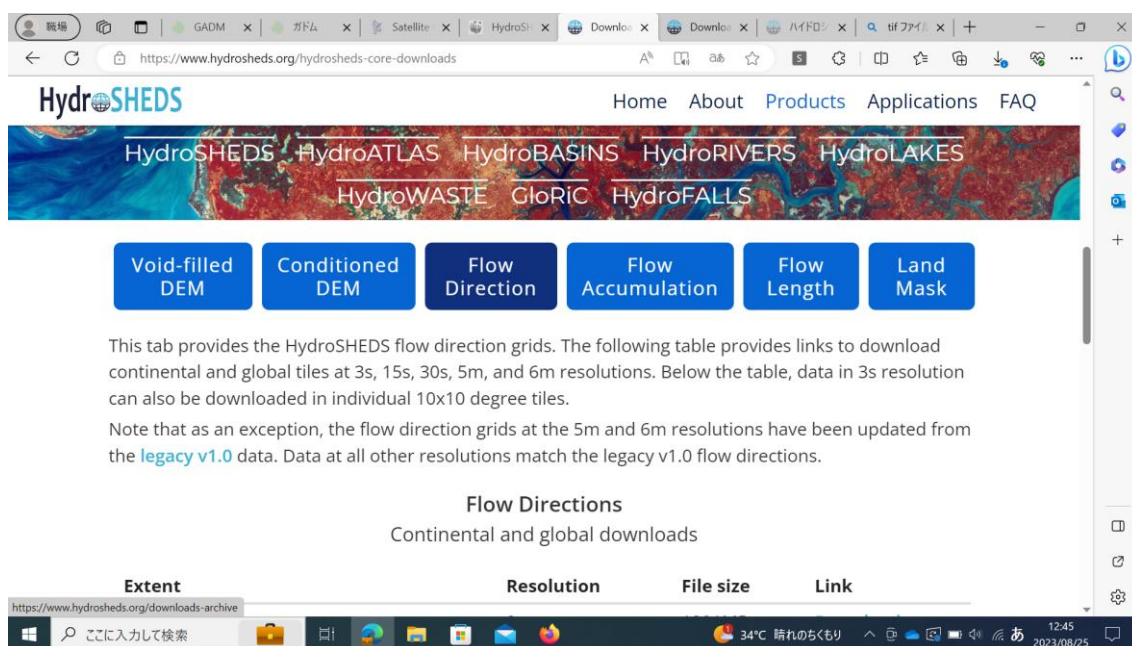 職場
GADM
ガドム
Satellite
HydroSH
Downloa
Downloa
ハイドロシ
tif ファイル
https://www.hydrosheds.org/hydrosheds-core-downloads
HydroSHEDS
Home About Products Applications FAQ
HydroSHEDS HydroATLAS HydroBASINS HydroRIVERS HydroLAKES
HydroWASTE GloRiC HydroFALLS
Void-filled DEM
Conditioned DEM
Flow Direction
Flow Accumulation
Flow Length
Land Mask
This tab provides the HydroSHEDS flow direction grids. The following table provides links to download
continental and global tiles at 3s, 15s, 30s, 5m, and 6m resolutions. Below the table, data in 3s resolution
can also be downloaded in individual 10x10 degree tiles.
Note that as an exception, the flow direction grids at the 5m and 6m resolutions have been updated from
the legacy v1.0 data. Data at all other resolutions match the legacy v1.0 flow directions.
Flow Directions
Continental and global downloads
Extent Resolution File size Link
https://www.hydrosheds.org/downloads-archive
ここに入力して検索
34°C 晴れのちくもり
あ
12:45
2023/08/25